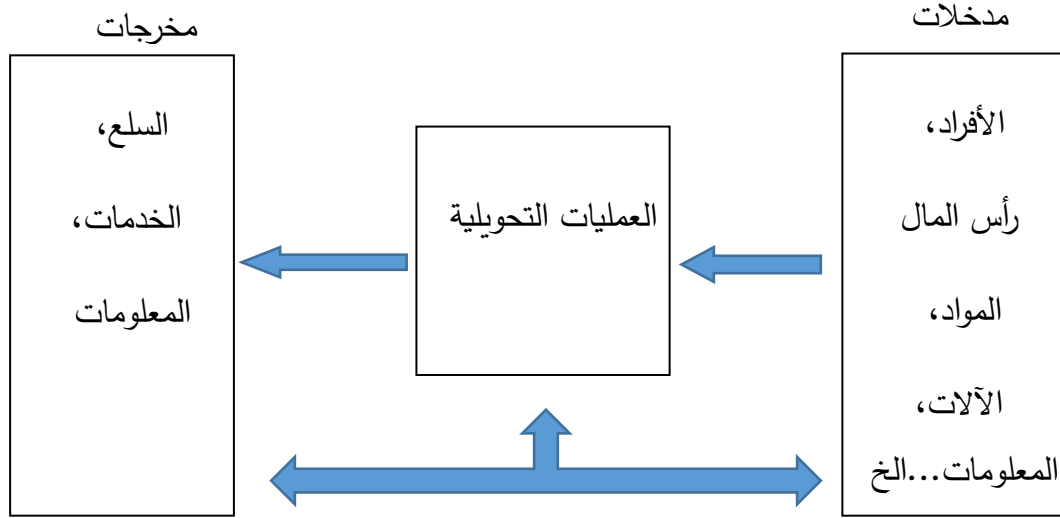 مدخلات
الأفراد،
رأس المال
المواد،
الآلات،
المعلومات...الخ
العمليات التحويلية
مخرجات
السلع،
الخدمات،
المعلومات